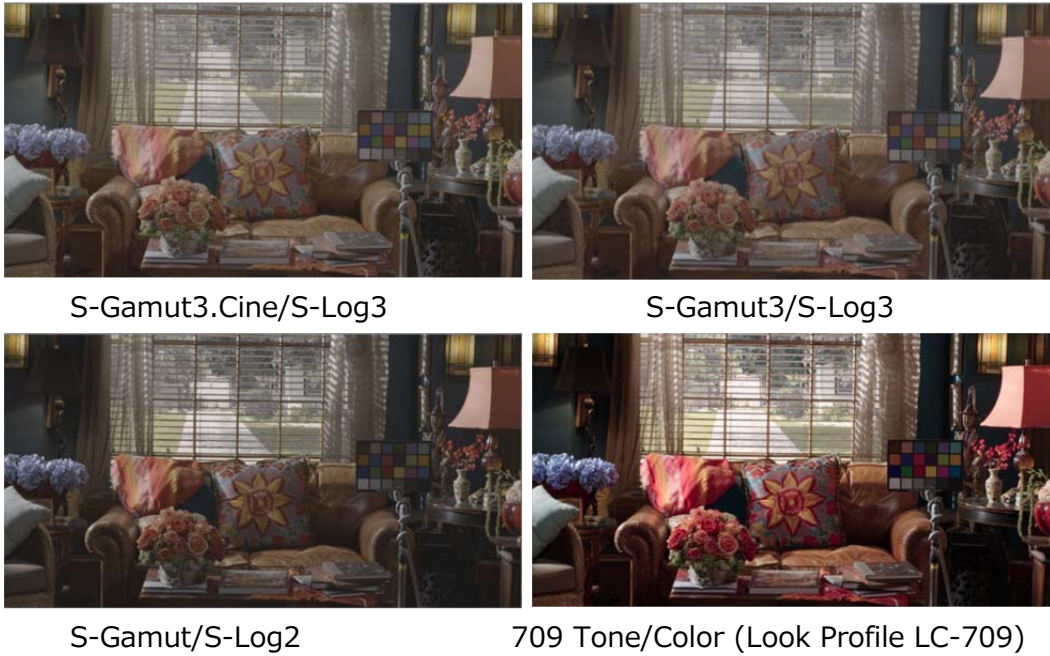 S-Gamut3.Cine/S-Log3
S-Gamut3/S-Log3
S-Gamut/S-Log2
709 Tone/Color (Look Profile LC-709)